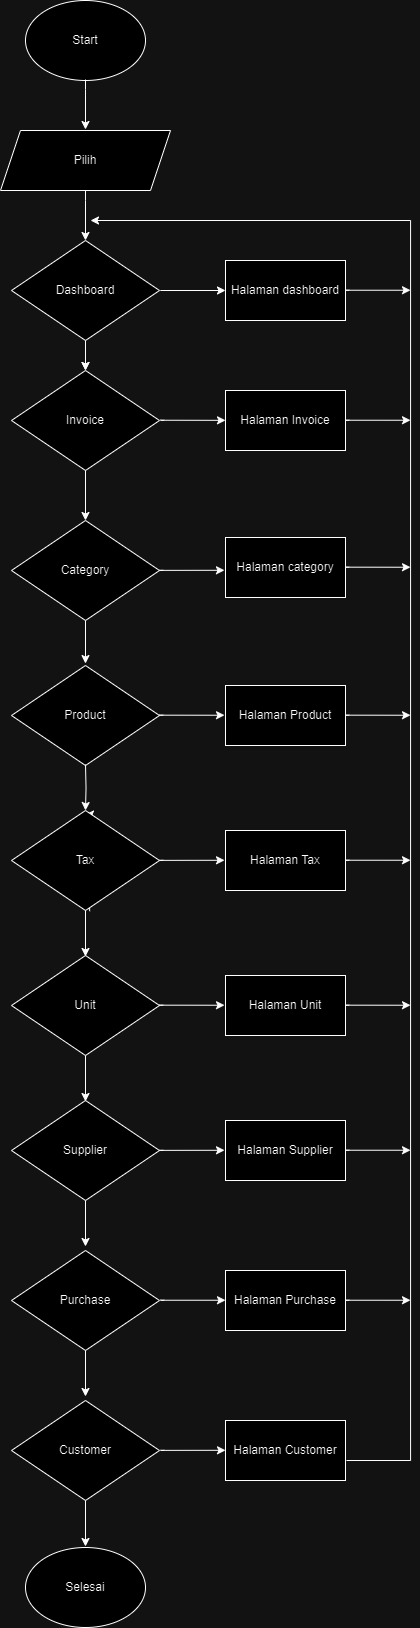 Start
Pilih
Dashboard
Halaman dashboard
Invoice
Halaman Invoice
Category
Halaman category
Product
Halaman Product
Tax
Halaman Tax
Unit
Halaman Unit
Supplier
Halaman Supplier
Purchase
Halaman Purchase
Customer
Halaman Customer
Selesai